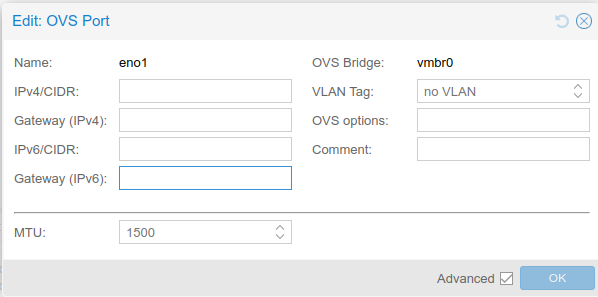 Edit: OVS Port
Name: eno1 OVS Bridge: vmbr0
IPv4/CIDR: VLAN Tag: no VLAN
Gateway (IPv4): OVS options:
IPv6/CIDR: Comment:
Gateway (IPv6):
MTU: 1500
Advanced OK